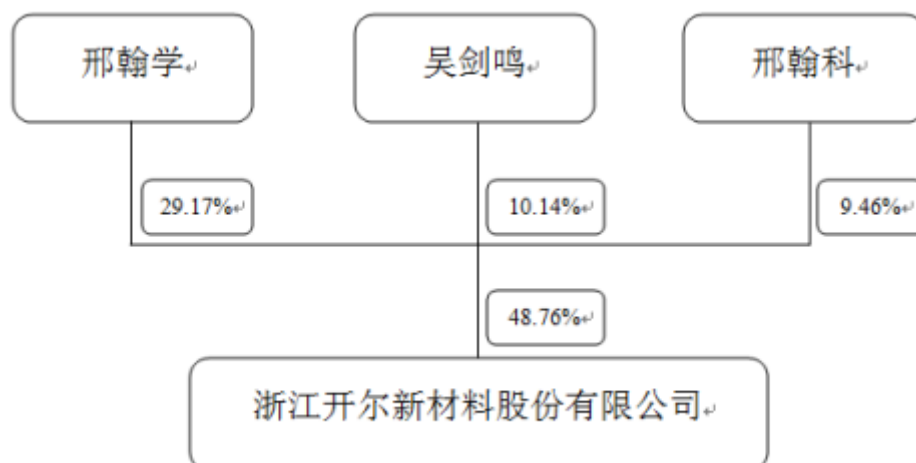 邢翰学
吴剑鸣
邢翰科
29.17%
10.14%
9.46%
48.76%
浙江开尔新材料股份有限公司